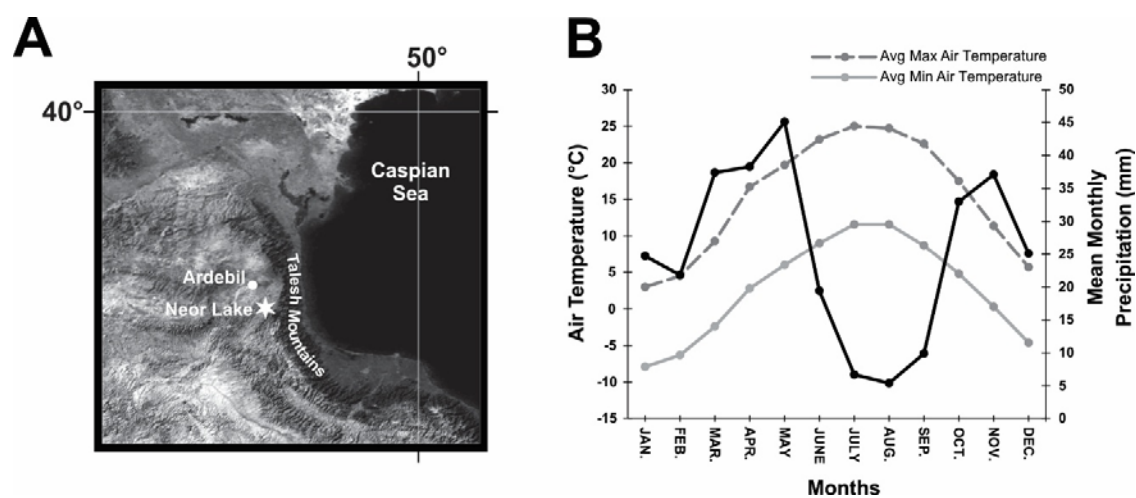 A
50°
40°
Caspian
Sea
Ardebil
Neor Lake
Talesh Mountains
B
Avg Max Air Temperature
Avg Min Air Temperature
Air Temperature (°C)
30
25
20
15
10
5
0
-5
-10
-15
Mean Monthly
Precipitation (mm)
50
45
40
35
30
25
20
15
10
5
0
JAN.
FEB.
MAR.
APR.
MAY
JUNE
JULY
AUG.
SEP.
OCT.
NOV.
DEC.
Months